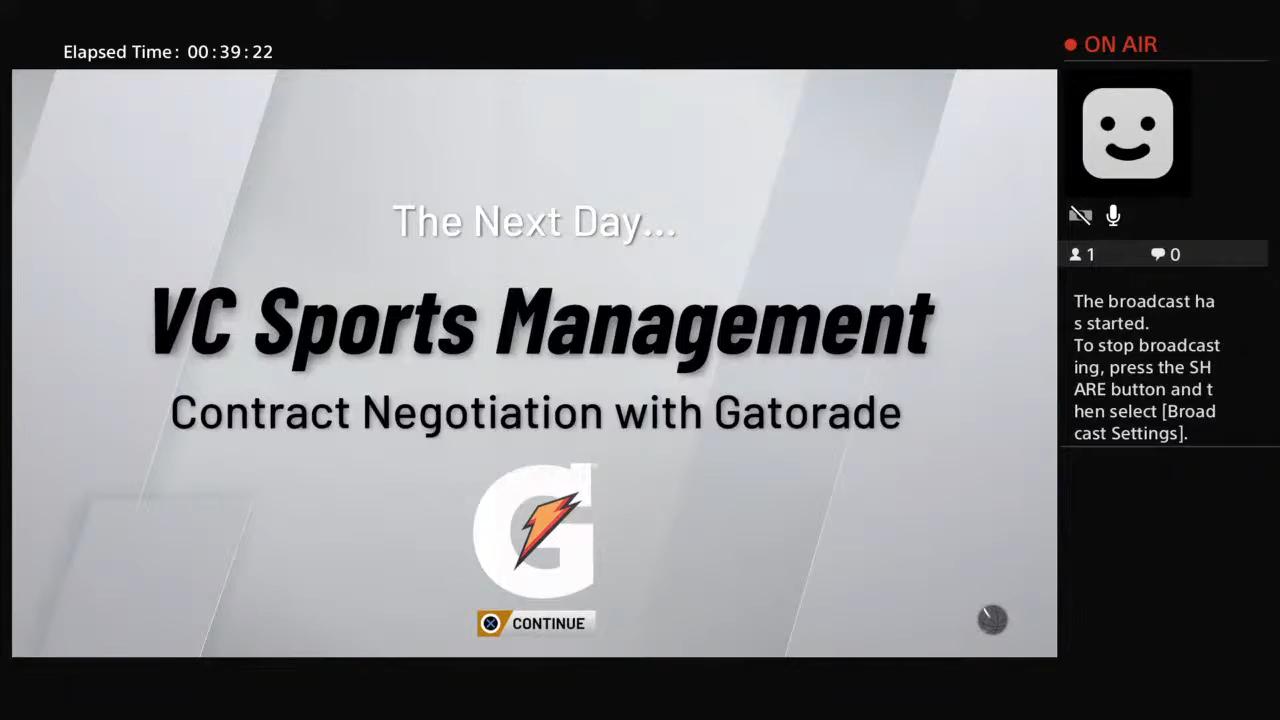 Elapsed Time: 00:39:22
ON AIR
The Next Day...
VC Sports Management
Contract Negotiation with Gatorade
G
CONTINUE
1
0
The broadcast ha
s started.
To stop broadcast
ing, press the SH
ARE button and t
hen select [Broad
cast Settings].